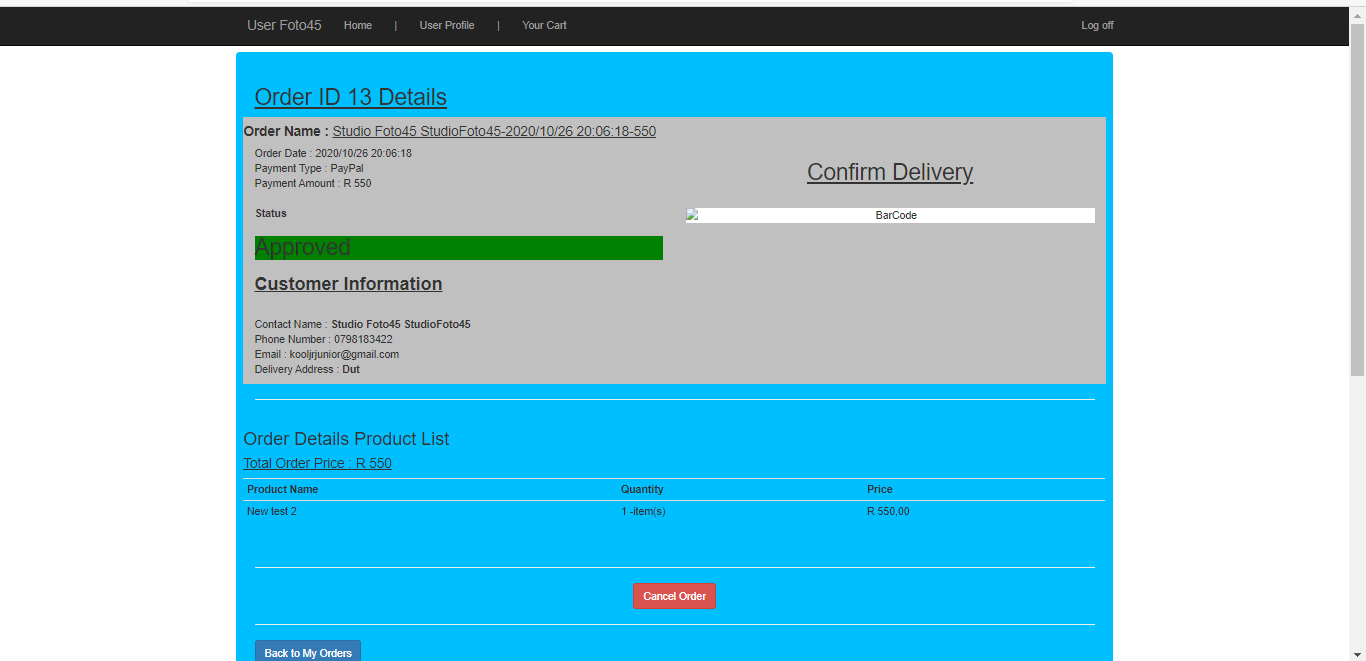 User Foto45 Home | User Profile | Your Cart Log off
Order ID 13 Details
Order Name : Studio Foto45 StudioFoto45-2020/10/26 20:06:18-550
Order Date : 2020/10/26 20:06:18
Payment Type : PayPal
Payment Amount : R 550
Status
Approved
Confirm Delivery
BarCode
Customer Information
Contact Name : Studio Foto45 StudioFoto45
Phone Number : 0798183422
Email : kooljrjunior@gmail.com
Delivery Address : Dut
Order Details Product List
Total Order Price : R 550
Product Name Quantity Price
New test 2 1 -item(s) R 550,00
Cancel Order
Back to My Orders